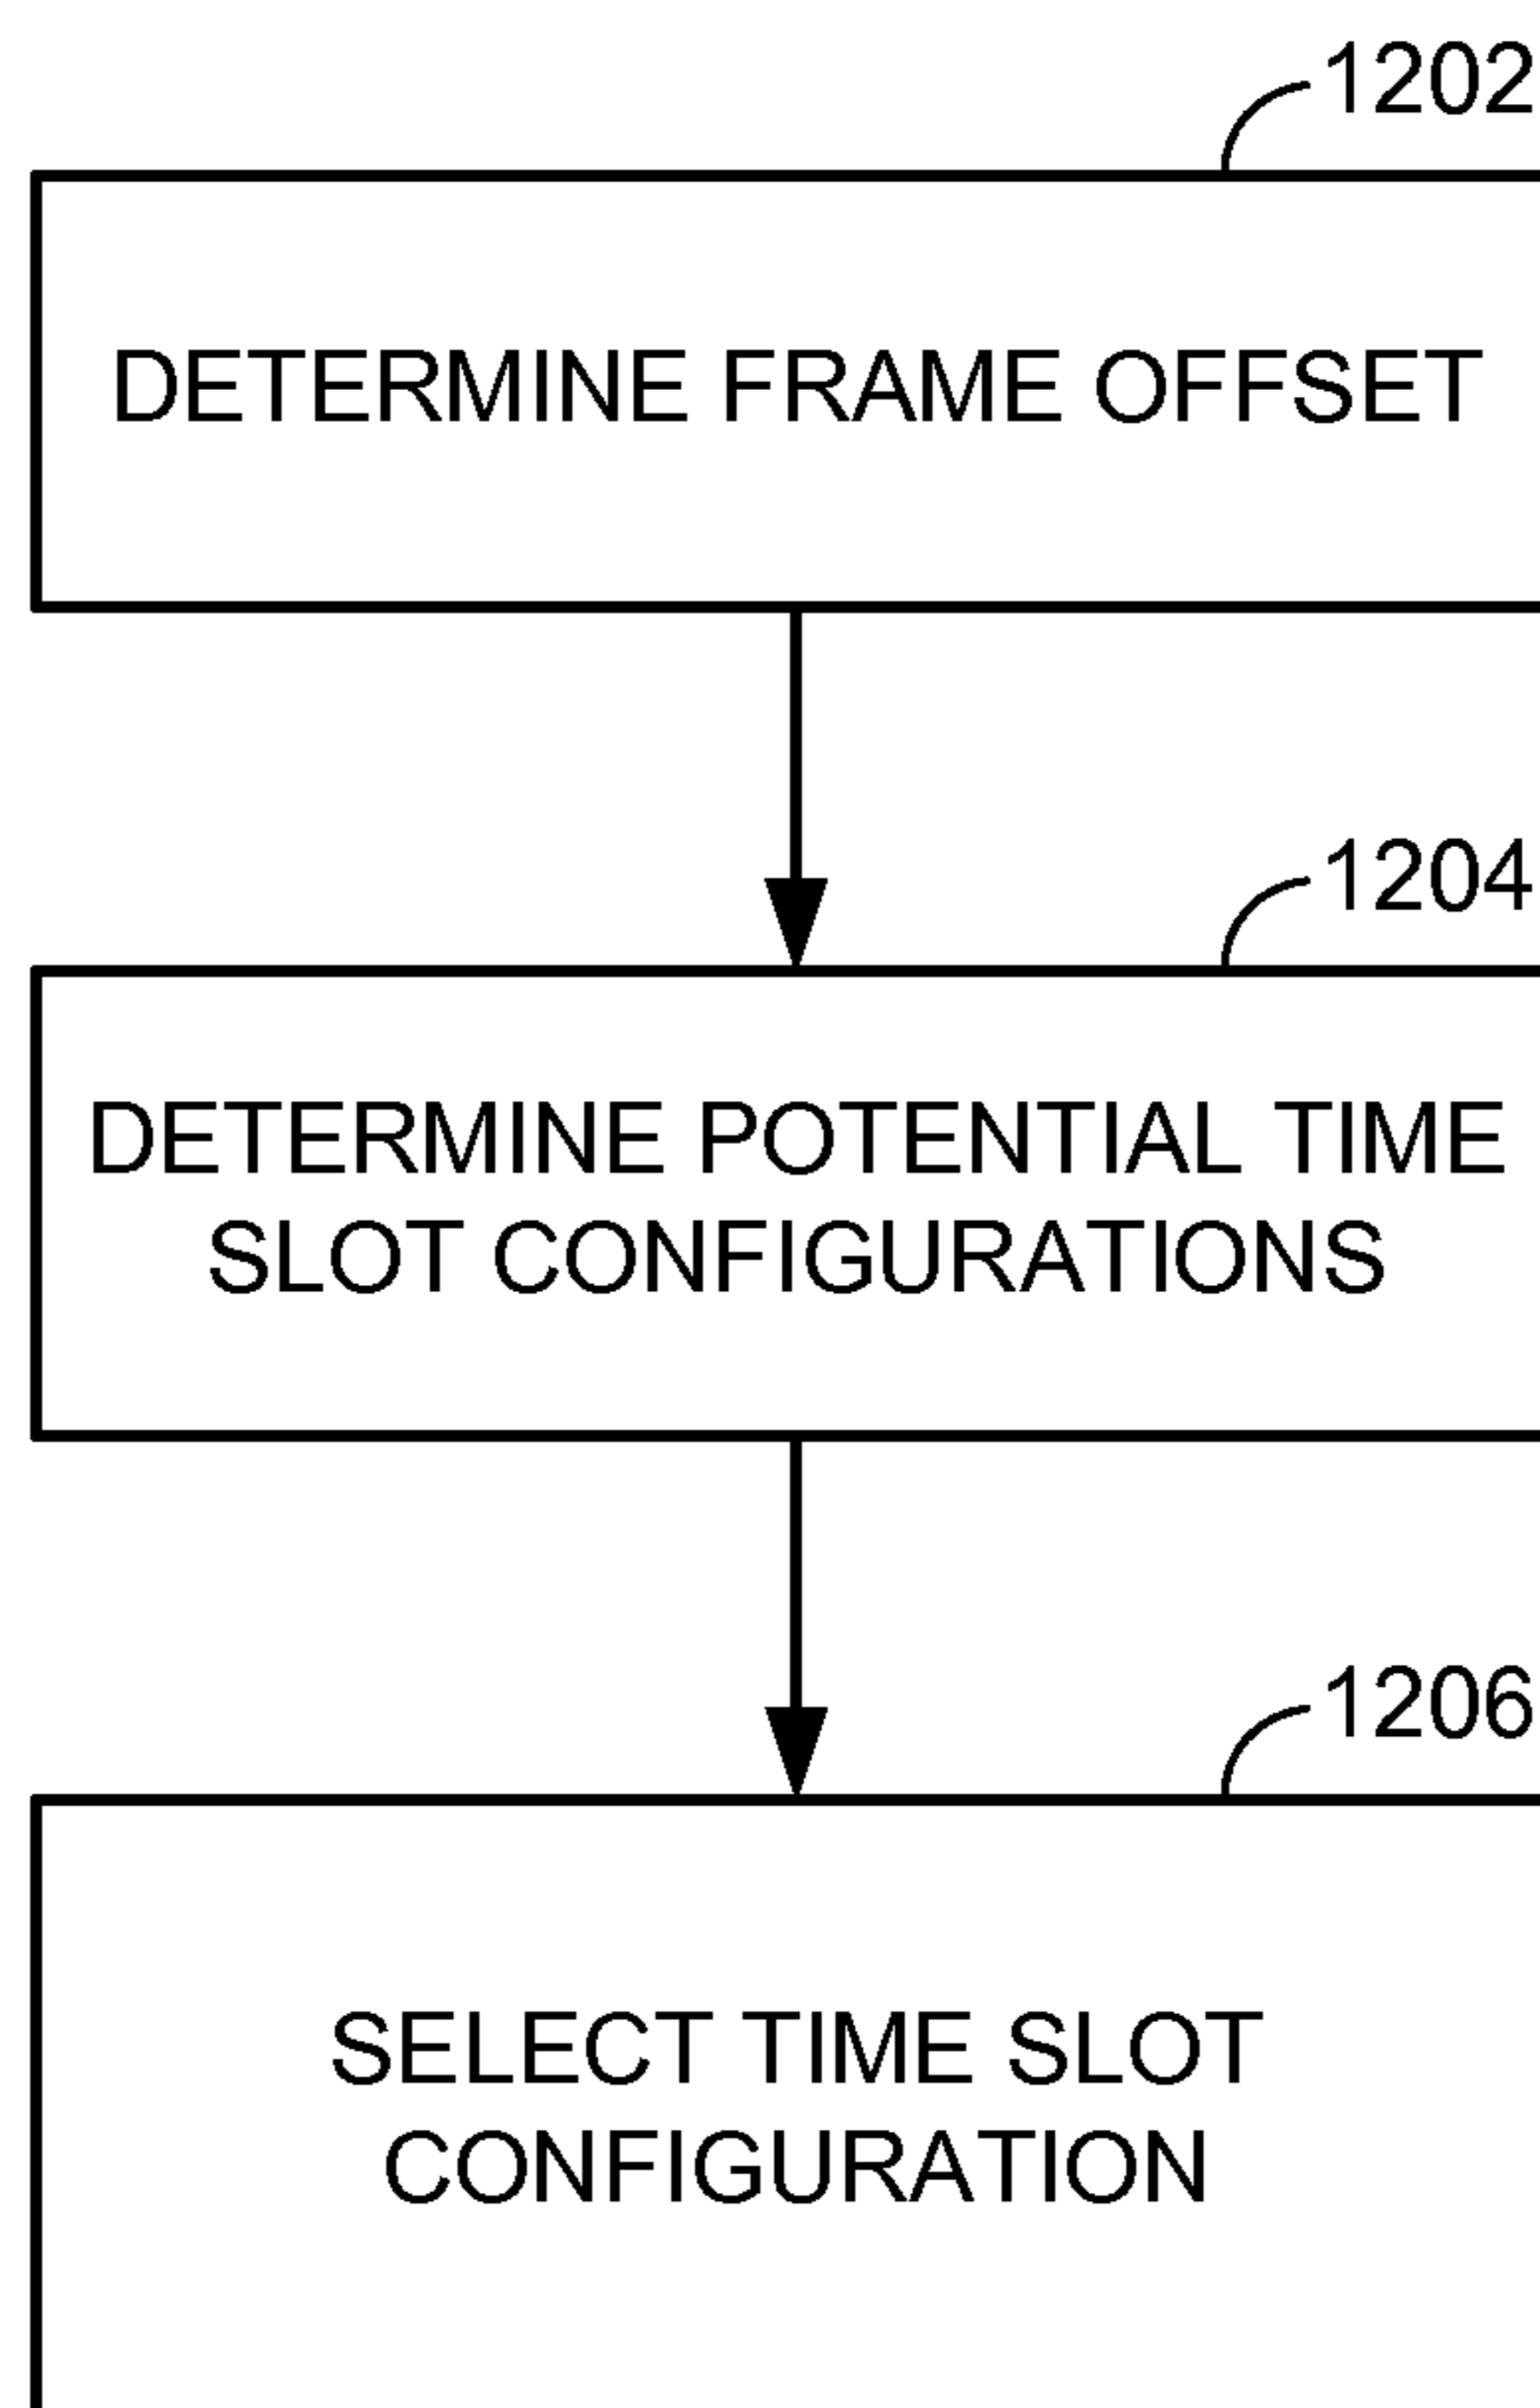 1202
DETERMINE FRAME OFFSET
1204
DETERMINE POTENTIAL TIME
SLOT CONFIGURATIONS
1206
SELECT TIME SLOT
CONFIGURATION